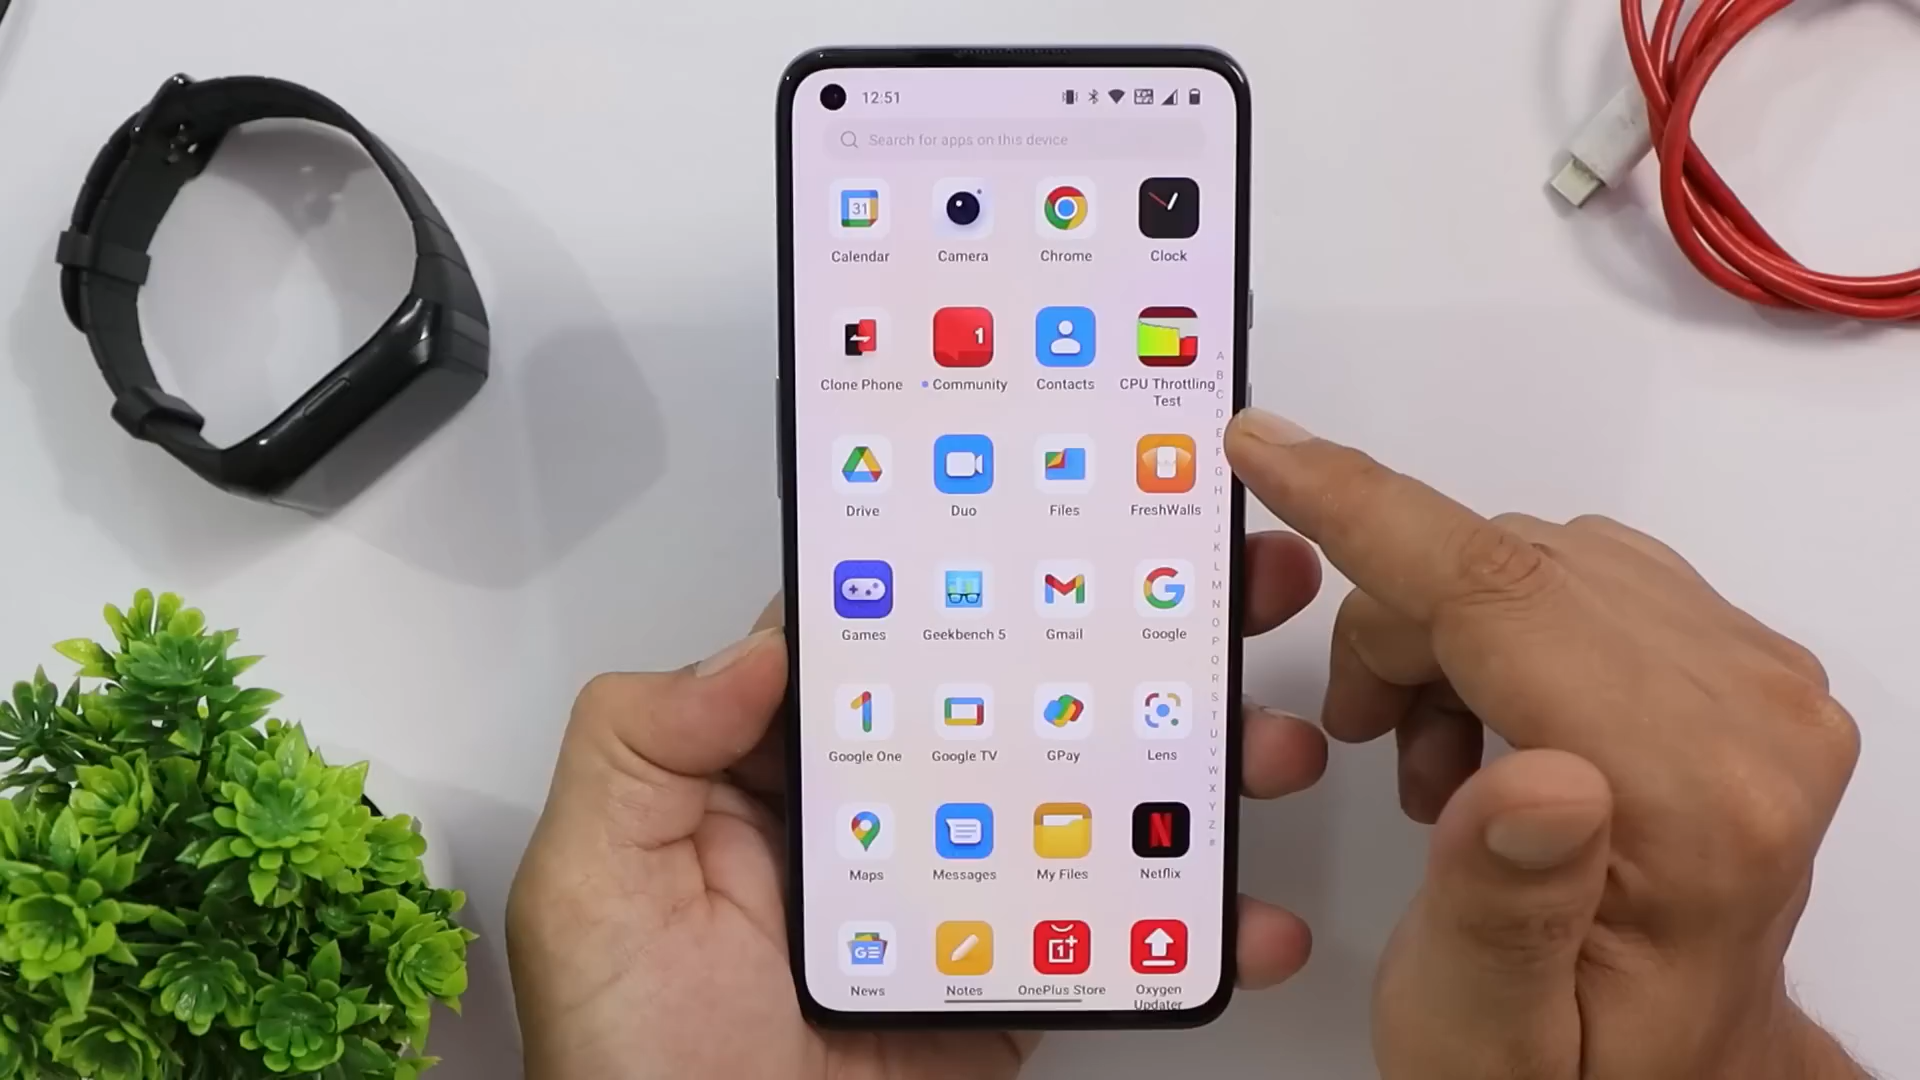 12:51
Search for apps on this device
31
Calendar Camera Chrome Clock
1
Clone Phone Community Contacts CPU Throttling
Test
Drive Duo Files FreshWalls
Games Geekbench 5 Gmail Google
Google One Google TV GPay Lens
Maps Messages My Files Netflix
GE
1
News Notes OnePlus Store Oxygen
Updater
A
B
C
D
E
F
G
H
I
J
K
L
M
N
O
P
Q
R
S
T
U
V
W
X
Y
Z
#